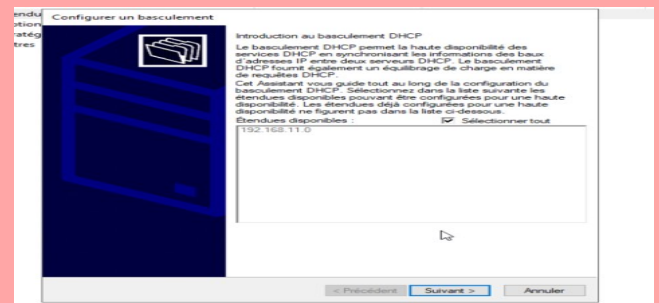 Configurer un basculement
Introduction au basculement DHCP
Le basculement DHCP permet la haute disponibilité des
services DHCP en synchronisant les informations des baux
d'adresses IP entre deux serveurs DHCP. Le basculement
DHCP fournit également un équilibrage de charge en matière
de requêtes DHCP.
Cet Assistant vous guide tout au long de la configuration du
basculement DHCP. Sélectionnez dans la liste suivante les
étendues disponibles pouvant être configurées pour une haute
disponibilité. Les étendues déjà configurées pour une haute
disponibilité ne figurent pas dans la liste ci-dessous.
Étendues disponibles : Sélectionner tout
192.168.11.0
< Précédent Suivant > Annuler